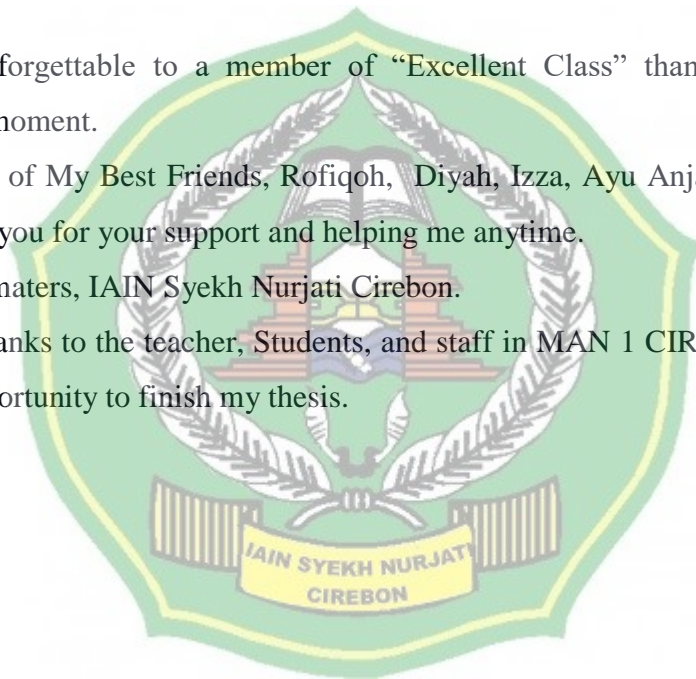 forgettable to a member of “Excellent Class” than
moment.
of My Best Friends, Rofiqoh, Diyah, Izza, Ayu Anj
you for your support and helping me anytime.
maters, IAIN Syekh Nurjati Cirebon.
anks to the teacher, Students, and staff in MAN 1 CIR
ortunity to finish my thesis.
IAIN SYEKH NURJATI
CIREBON